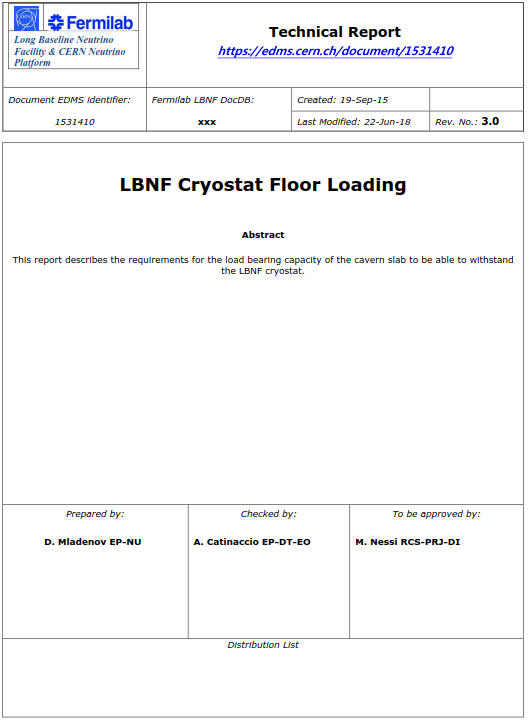 CERN
Fermilab
Long Baseline Neutrino
Facility & CERN Neutrino
Platform
Technical Report
https://edms.cern.ch/document/1531410
Document EDMS Identifier:
1531410
Fermilab LBNF DocDB:
xxx
Created: 19-Sep-15
Last Modified: 22-Jun-18
Rev. No.: 3.0
LBNF Cryostat Floor Loading
Abstract
This report describes the requirements for the load bearing capacity of the cavern slab to be able to withstand
the LBNF cryostat.
Prepared by:
D. Mladenov EP-NU
Checked by:
A. Catinaccio EP-DT-EO
To be approved by:
M. Nessi RCS-PRJ-DI
Distribution List